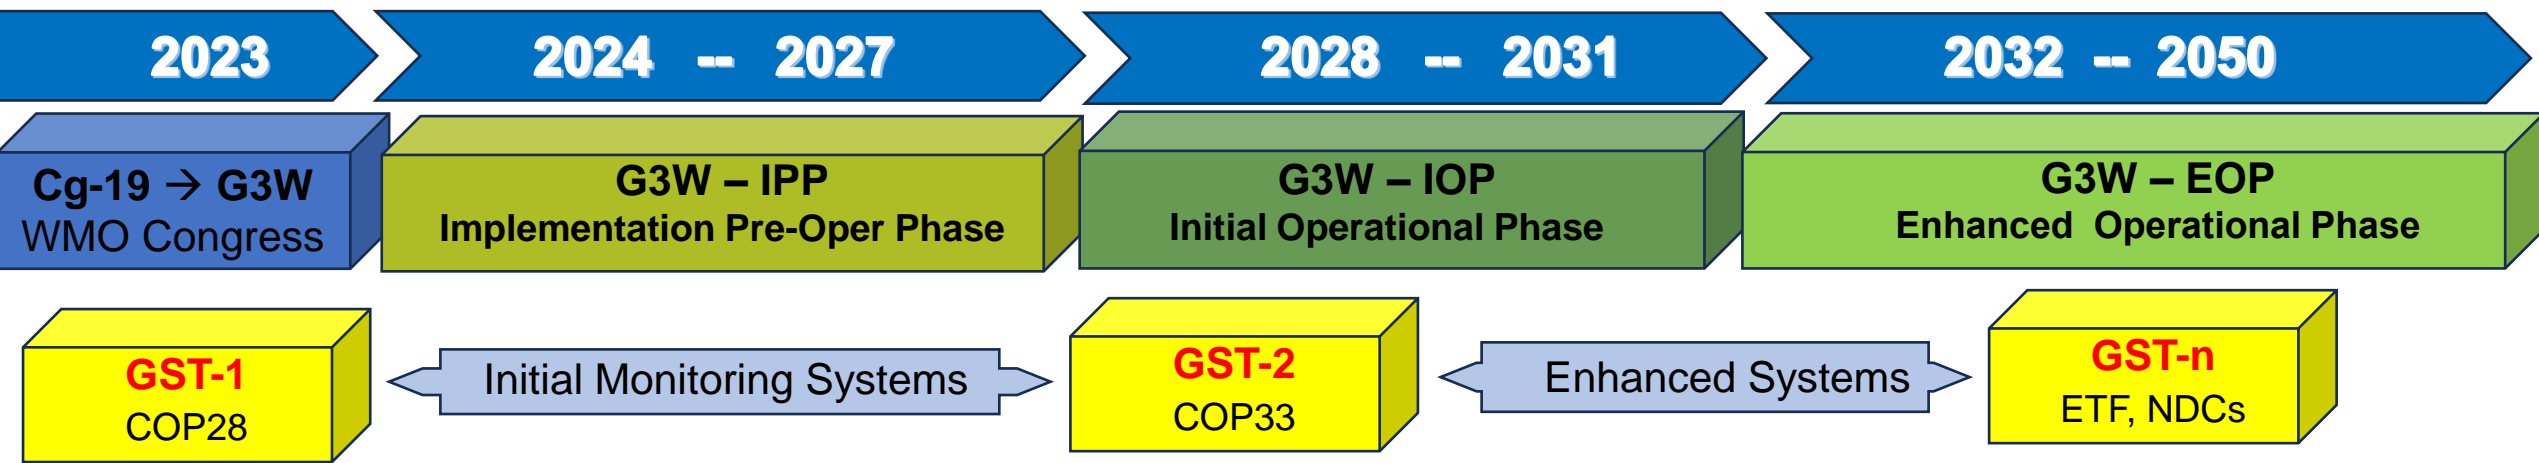 2023
2024 -- 2027
2028 -- 2031
2032 -- 2050
Cg-19 → G3W
WMO Congress
G3W – IPP
Implementation Pre-Oper Phase
G3W – IOP
Initial Operational Phase
G3W – EOP
Enhanced Operational Phase
GST-1
COP28
Initial Monitoring Systems
GST-2
COP33
Enhanced Systems
GST-n
ETF, NDCs